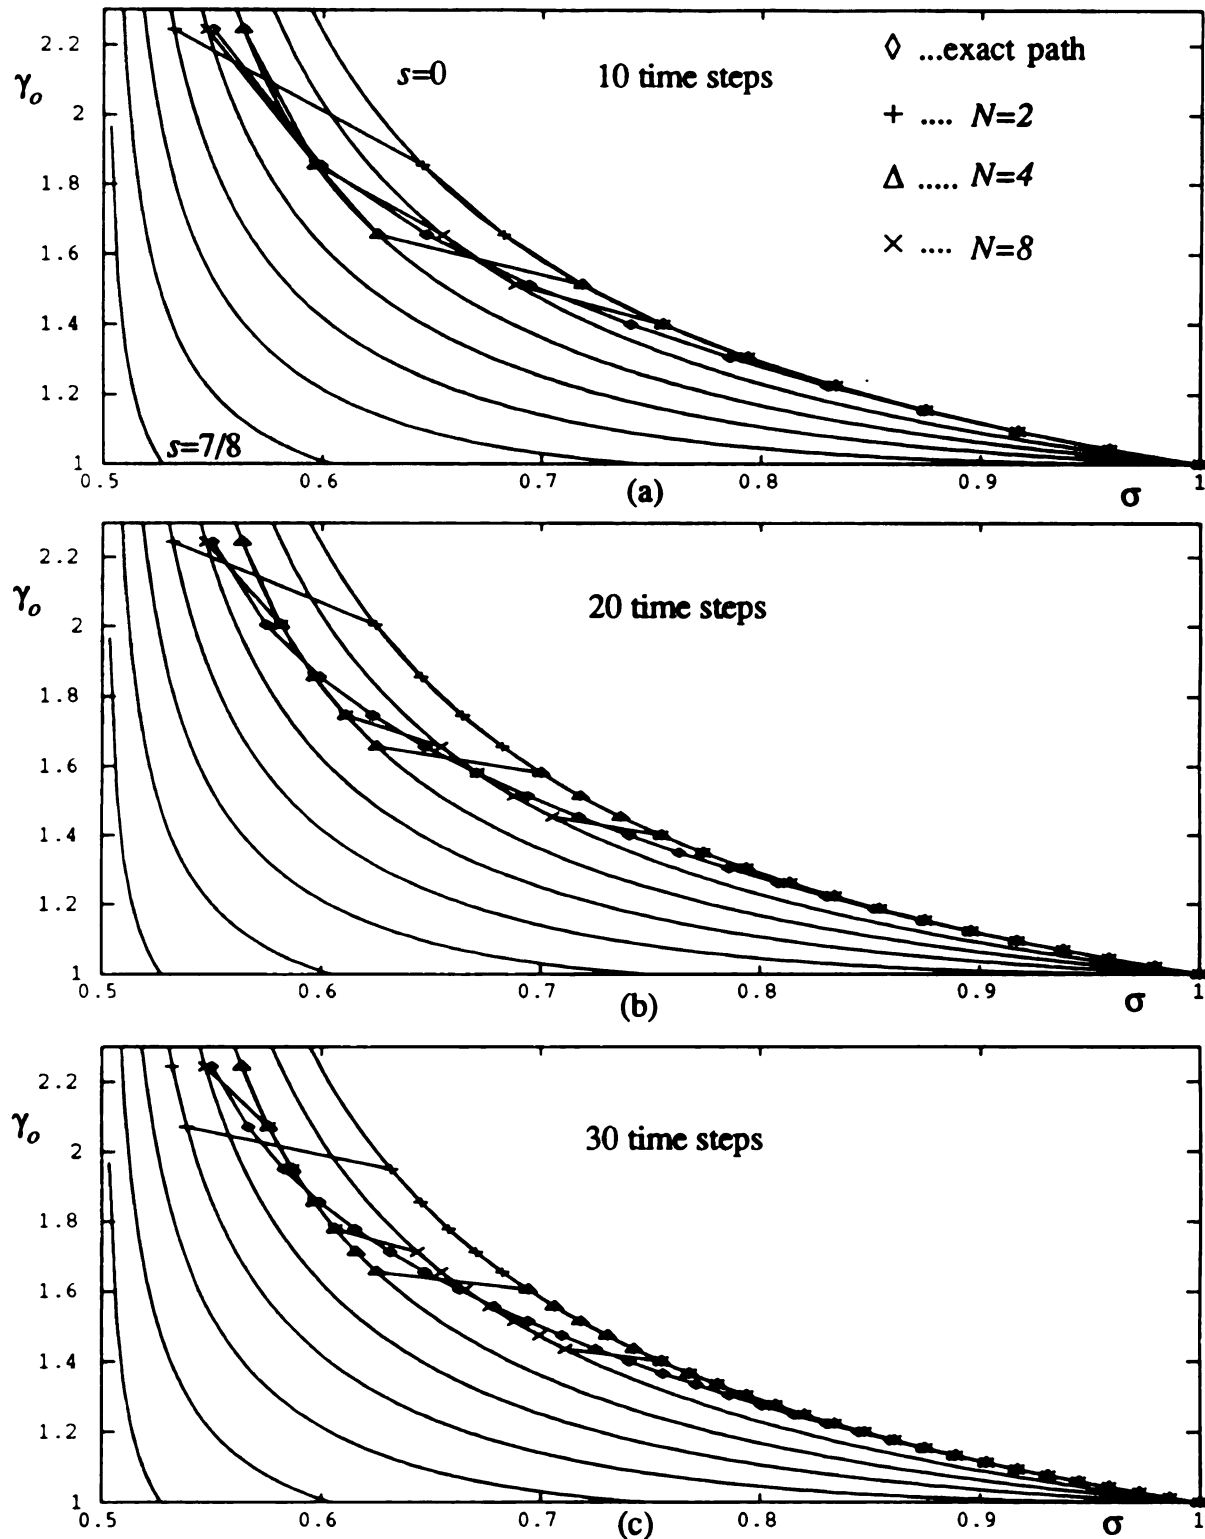 2.2
γo
2
1.8
1.6
1.4
1.2
1
s=0
10 time steps
◊ ...exact path
+ .... N=2
Δ ..... N=4
× .... N=8
s=7/8
0.5 0.6 0.7 0.8 0.9 1
(a) σ
2.2
γo
2
1.8
1.6
1.4
1.2
1
20 time steps
0.5 0.6 0.7 0.8 0.9 1
(b) σ
2.2
γo
2
1.8
1.6
1.4
1.2
1
30 time steps
0.5 0.6 0.7 0.8 0.9 1
(c) σ